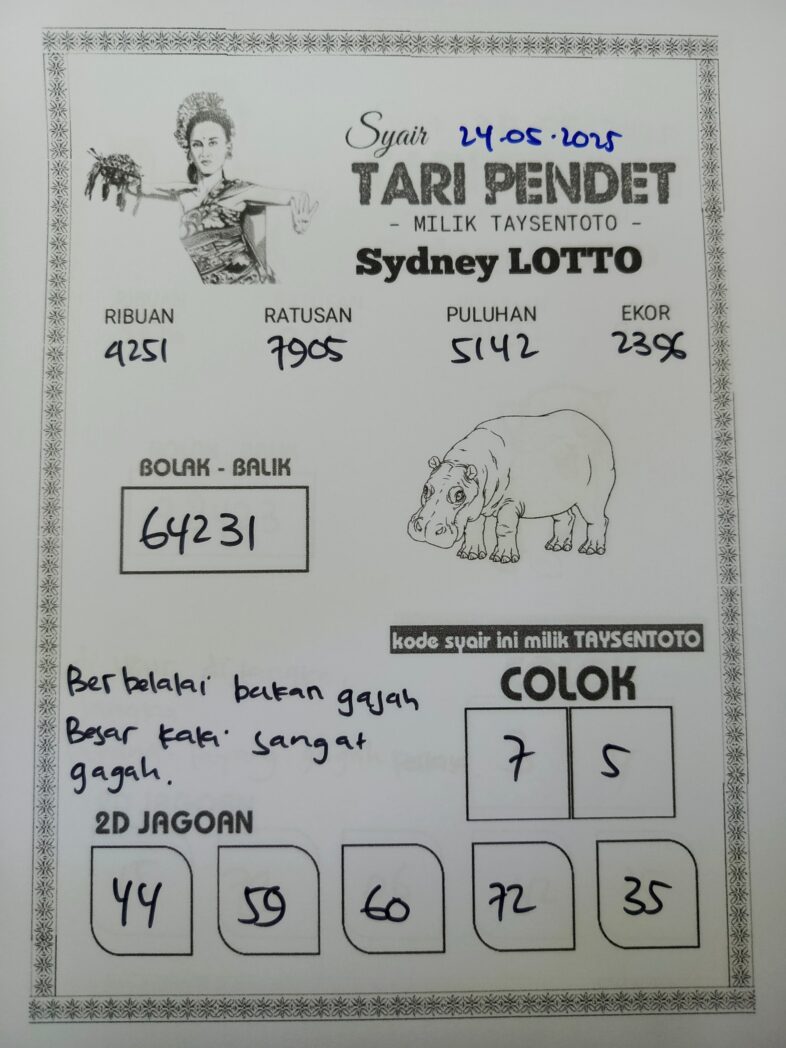 Syair 24.05.2025
TARI PENDET
- MILIK TAYSENTOTO -
Sydney LOTTO
RIBUAN RATUSAN PULUHAN EKOR
4251 7905 5142 2396
BOLAK - BALIK
64231
kode syair ini milik TAYSENTOTO
Berbelalai bukan gajah
Besar kaki sangat
gagah.
COLOK
7 5
2D JAGOAN
44 59 60 72 35